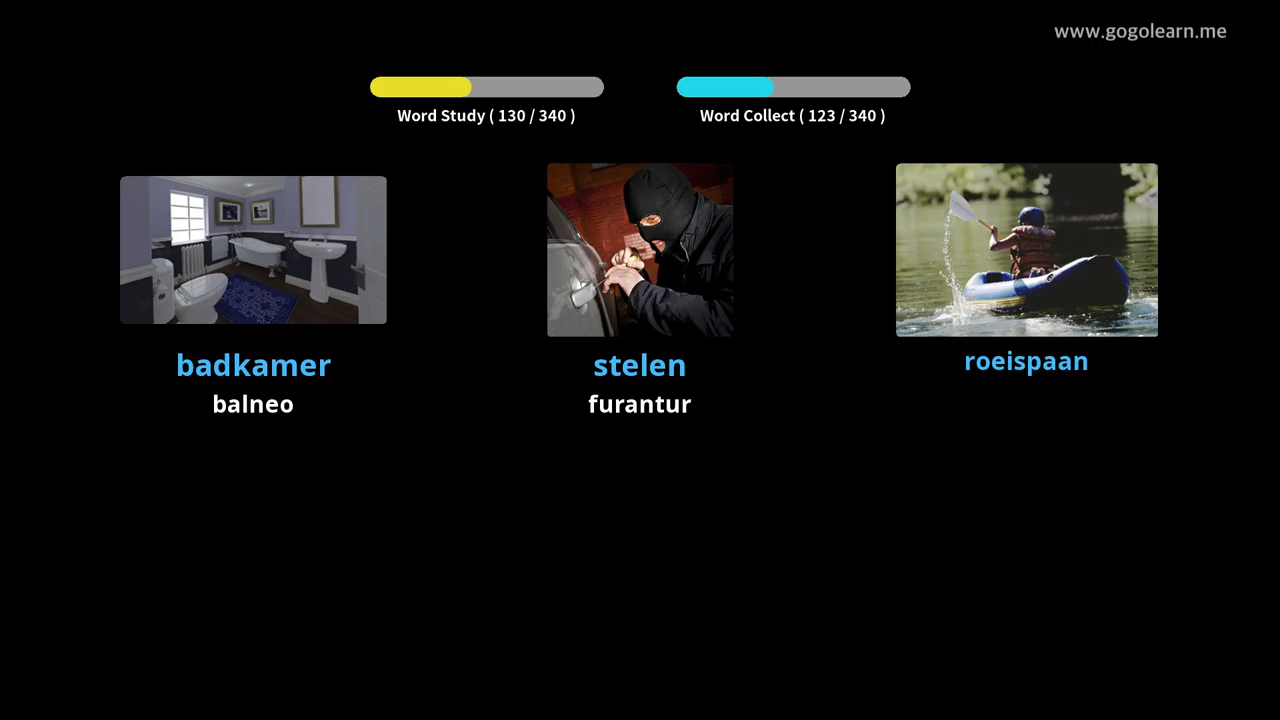 www.gogolearn.me
Word Study ( 130 / 340 )
Word Collect ( 123 / 340 )
badkamer
balneo
stelen
furantur
roeispaan